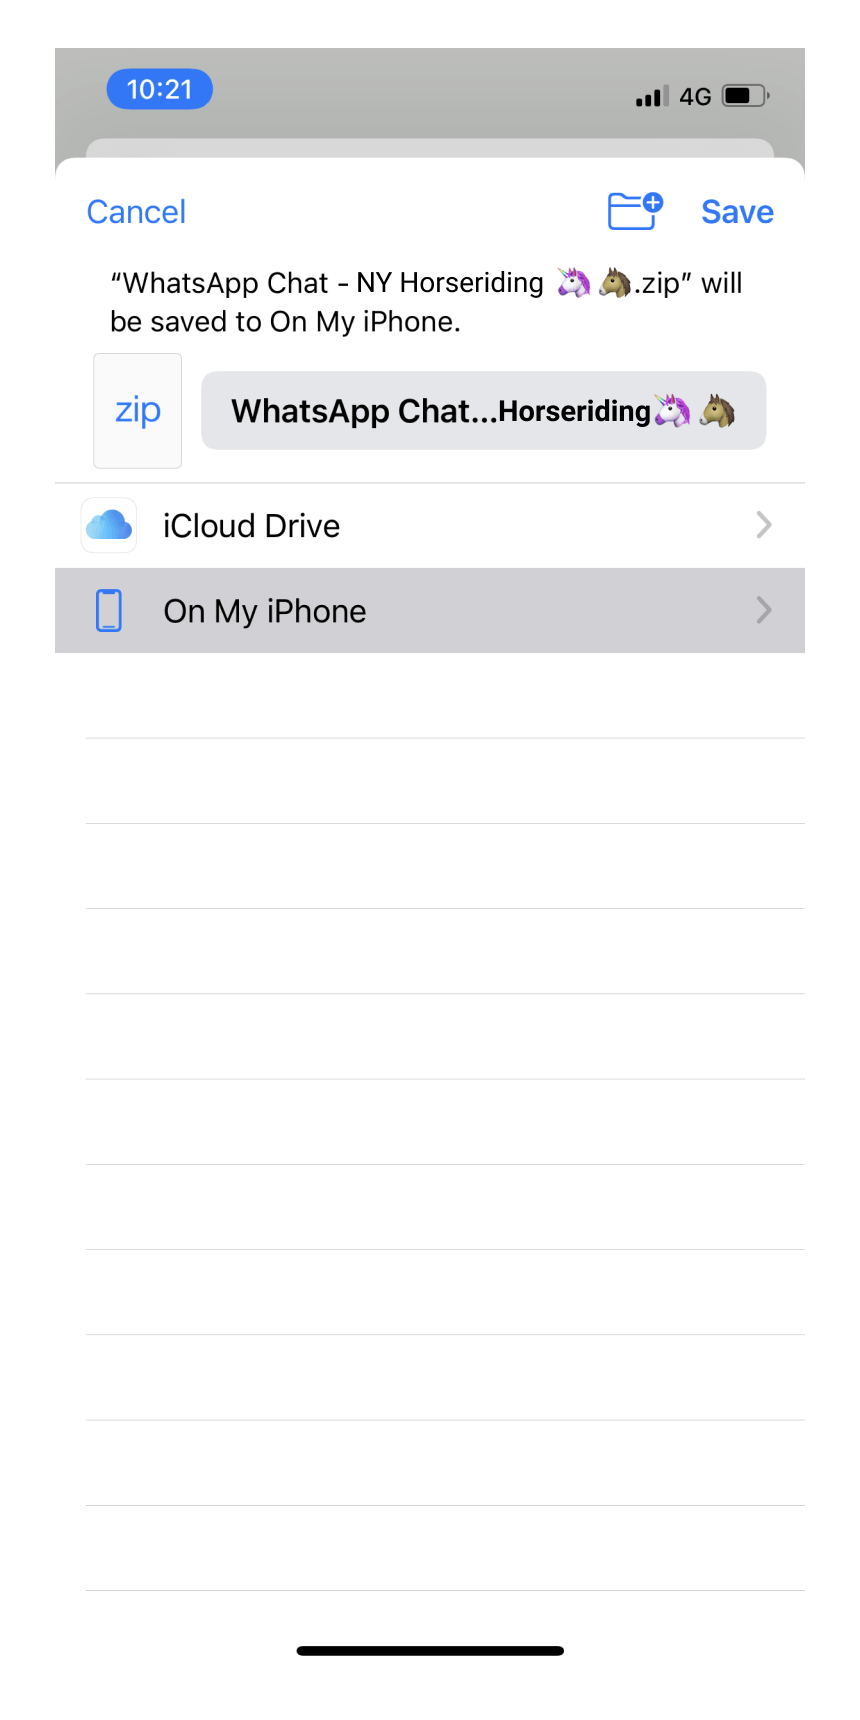 10:21 4G
Cancel Save
“WhatsApp Chat - NY Horseriding 🦄 🐴.zip” will
be saved to On My iPhone.
zip
WhatsApp Chat...Horseriding🦄 🐴
iCloud Drive
On My iPhone